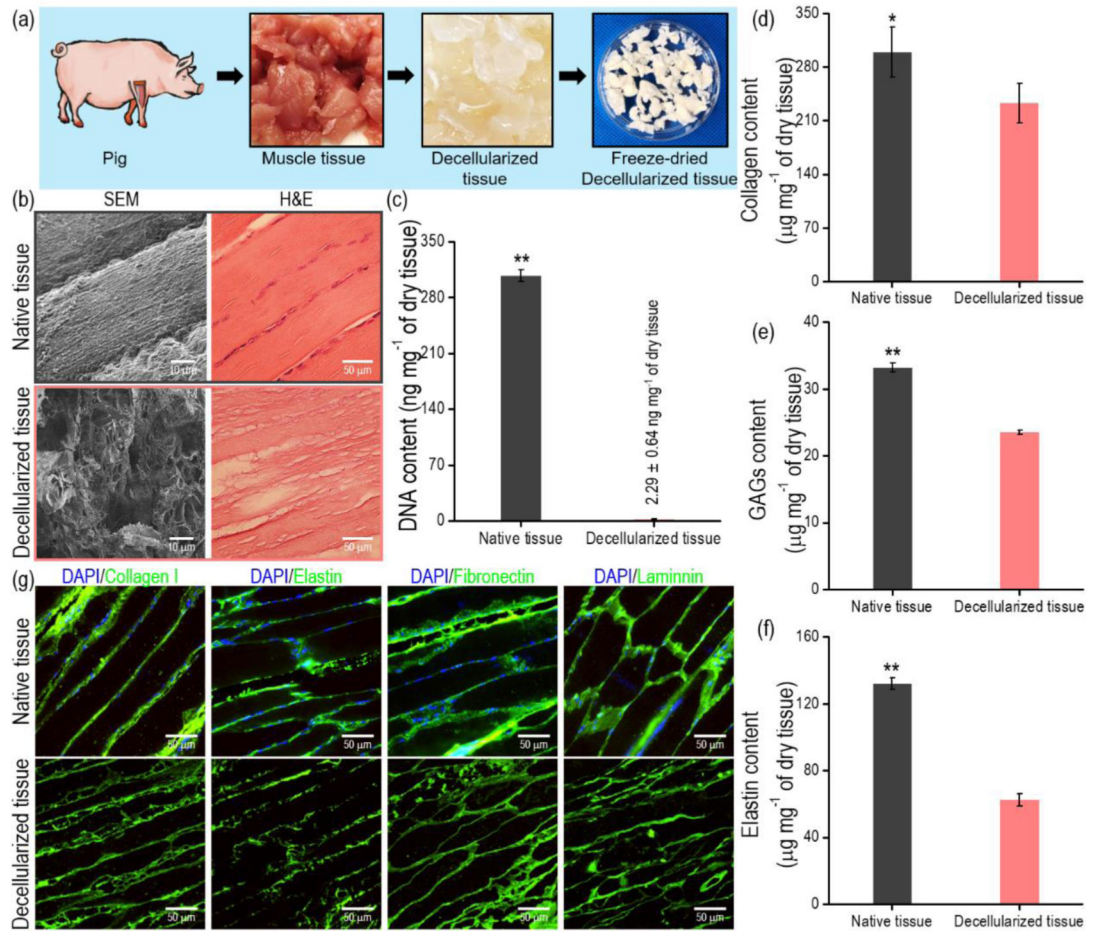 (a)
Pig
Muscle tissue
Decellularized
tissue
Freeze-dried
Decellularized tissue
(b)
SEM
H&E
Native tissue
10 µm
50 µm
Decellularized tissue
10 µm
50 µm
(c)
DNA content (ng mg⁻¹ of dry tissue)
350
280
210
140
70
0
**
2.29 ± 0.64 ng mg⁻¹ of dry tissue
Native tissue
Decellularized tissue
(d)
Collagen content
(µg mg⁻¹ of dry tissue)
350
280
210
140
70
0
*
Native tissue
Decellularized tissue
(e)
GAGs content
(µg mg⁻¹ of dry tissue)
40
30
20
10
0
**
Native tissue
Decellularized tissue
(f)
Elastin content
(µg mg⁻¹ of dry tissue)
160
120
80
40
0
**
Native tissue
Decellularized tissue
(g)
DAPI/Collagen I
DAPI/Elastin
DAPI/Fibronectin
DAPI/Laminnin
Native tissue
50 µm
50 µm
50 µm
50 µm
Decellularized tissue
50 µm
50 µm
50 µm
50 µm